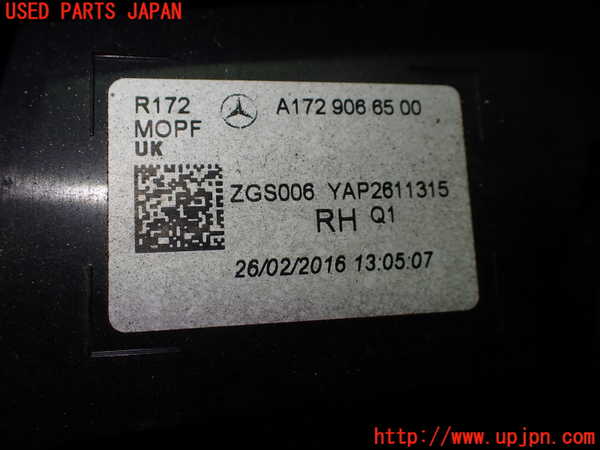 USED PARTS JAPAN
R172 A172 906 65 00
MOPF
UK
ZGS006 YAP2611315
RH Q1
26/02/2016 13:05:07
UPJ
www.upjpn.com